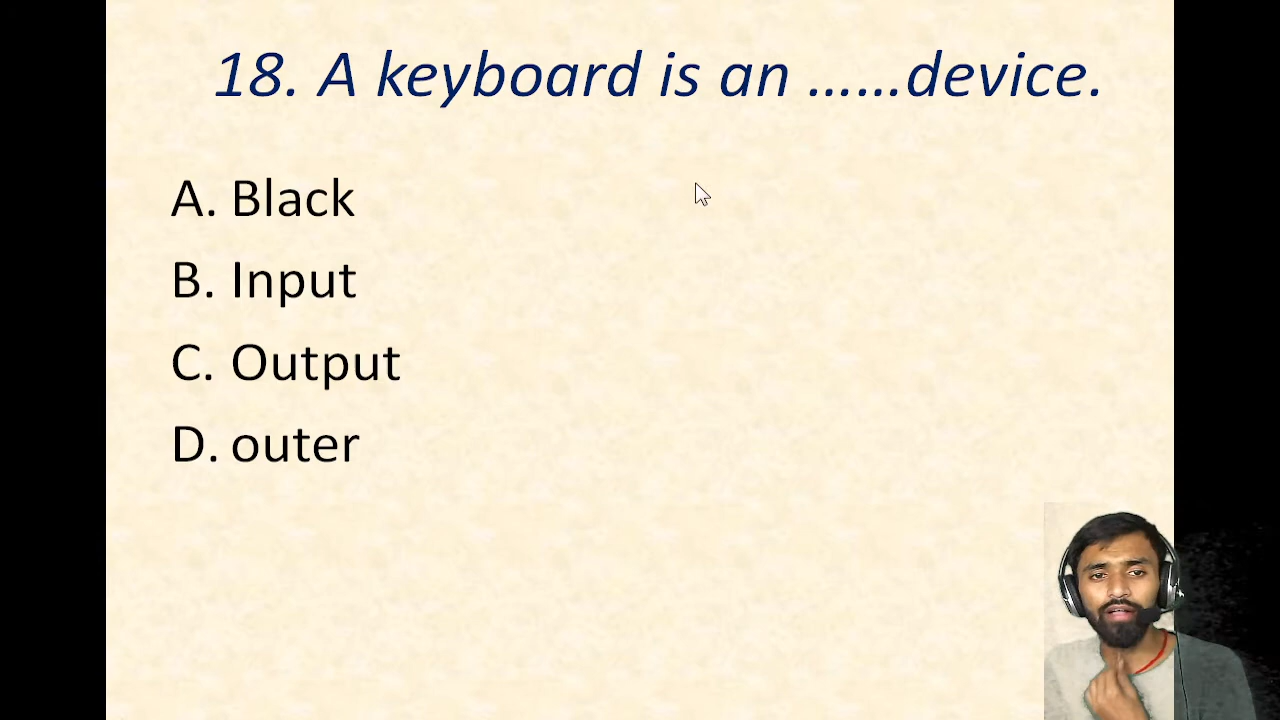 18. A keyboard is an ……device.
A. Black
B. Input
C. Output
D. outer